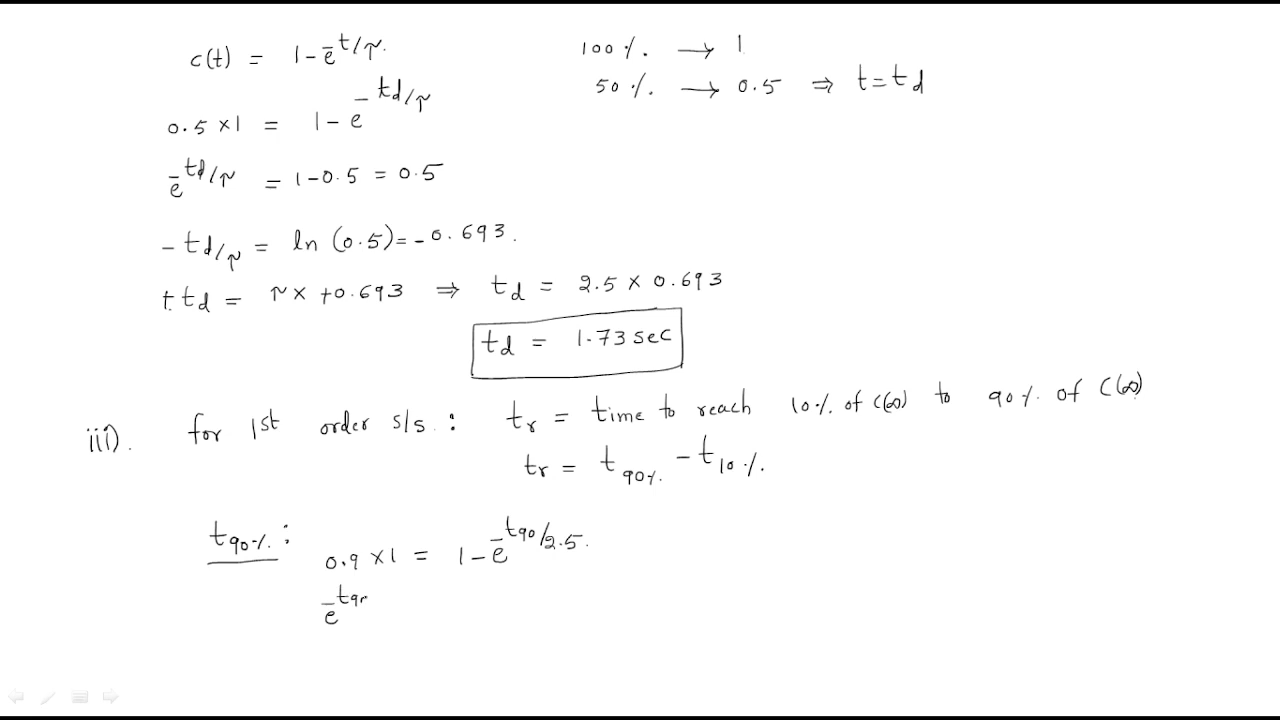 c(t) = 1 - e^-t/τ.
100 %. → 1
50 %. → 0.5 ⇒ t = td
0.5 × 1 = 1 - e^-td/τ
e^-td/τ = 1 - 0.5 = 0.5
- td/τ = ln (0.5) = - 0.693.
+ td = τ × +0.693 ⇒ td = 2.5 × 0.693
td = 1.73 sec
iii). for 1st order s/s : tr = time to reach 10% of c(∞) to 90% of c(∞)
tr = t90% - t10%.
t90% :
0.9 × 1 = 1 - e^-t90/2.5.
e^-t9